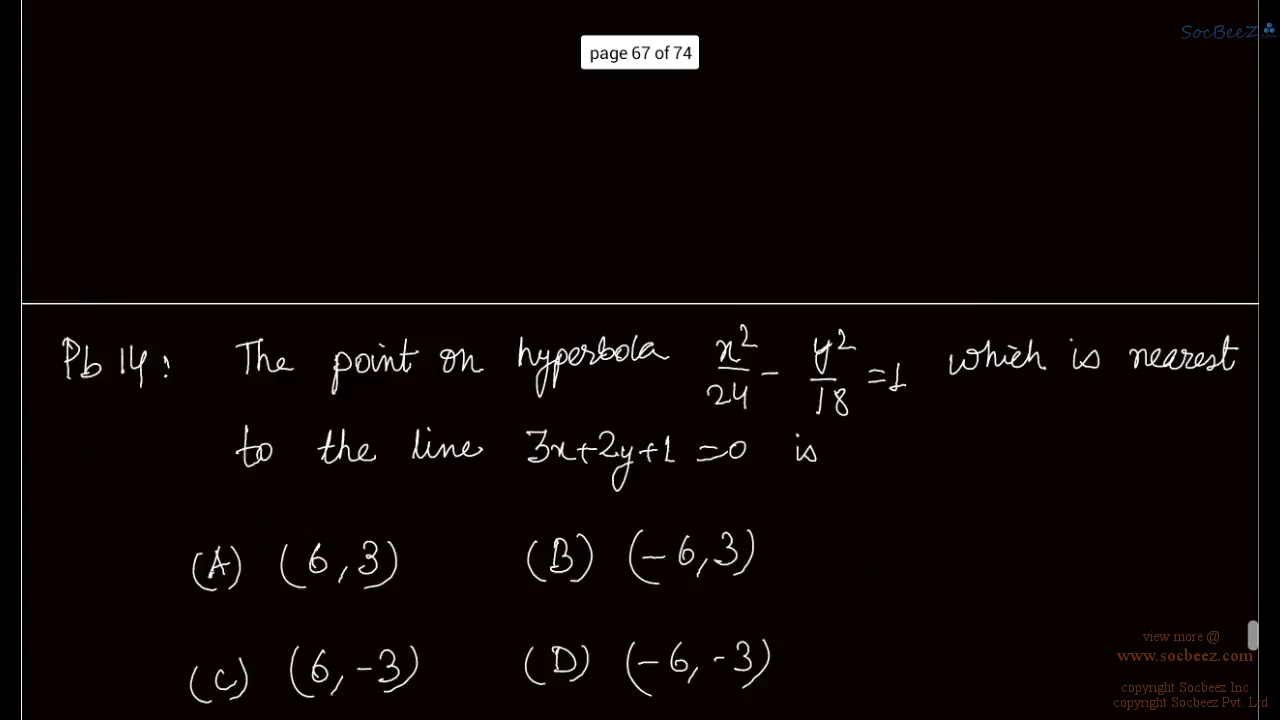 SocBeeZ
page 67 of 74
Pb 14: The point on hyperbola x²/24 - y²/18 = 1 which is nearest
to the line 3x+2y+1 = 0 is
(A) (6, 3) (B) (-6, 3)
(C) (6, -3) (D) (-6, -3)
view more @
www.socbeez.com
copyright Socbeez Inc.
copyright Socbeez Pvt. Ltd.